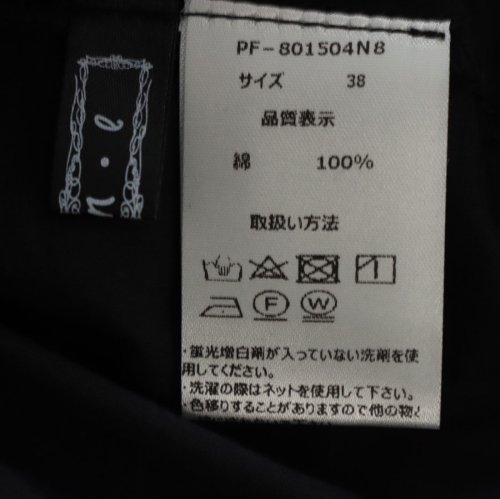 PF-801504N8
サイズ 38
品質表示
綿 100%
取扱い方法
F W
・蛍光増白剤が入っていない洗剤を使
用してください。
・洗濯の際はネットを使用して下さい。
・色移りすることがありますので他の物と